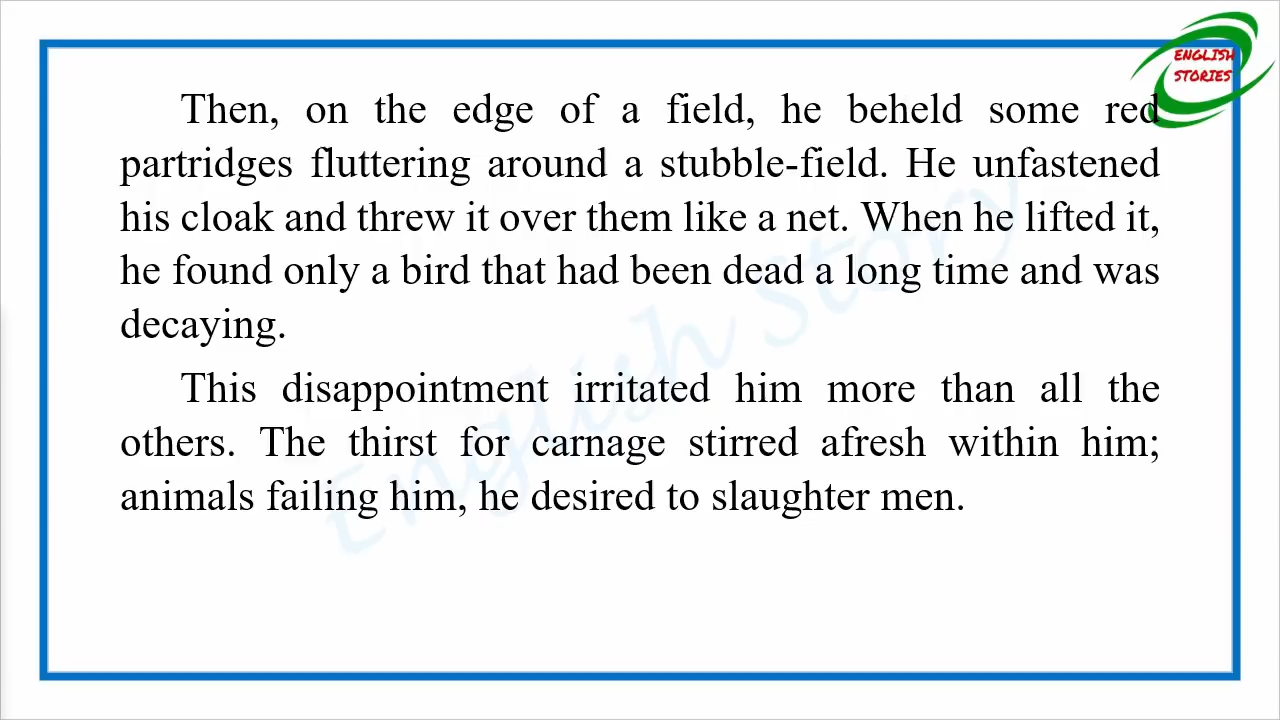 ENGLISH
STORIES
Then, on the edge of a field, he beheld some red
partridges fluttering around a stubble-field. He unfastened
his cloak and threw it over them like a net. When he lifted it,
he found only a bird that had been dead a long time and was
decaying.
This disappointment irritated him more than all the
others. The thirst for carnage stirred afresh within him;
animals failing him, he desired to slaughter men.
English Story